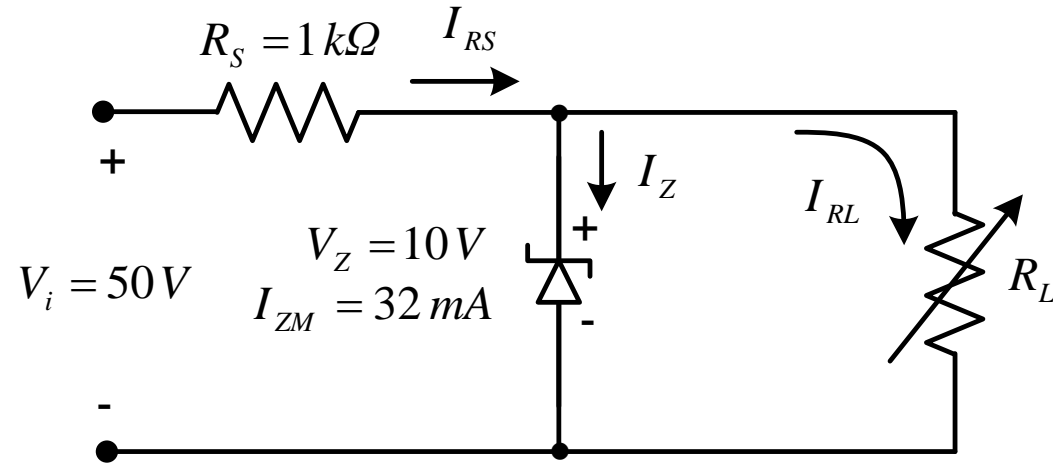 R_S = 1 kΩ
I_RS
+
I_Z
I_RL
V_Z = 10 V
+
V_i = 50 V
I_ZM = 32 mA
-
R_L
-